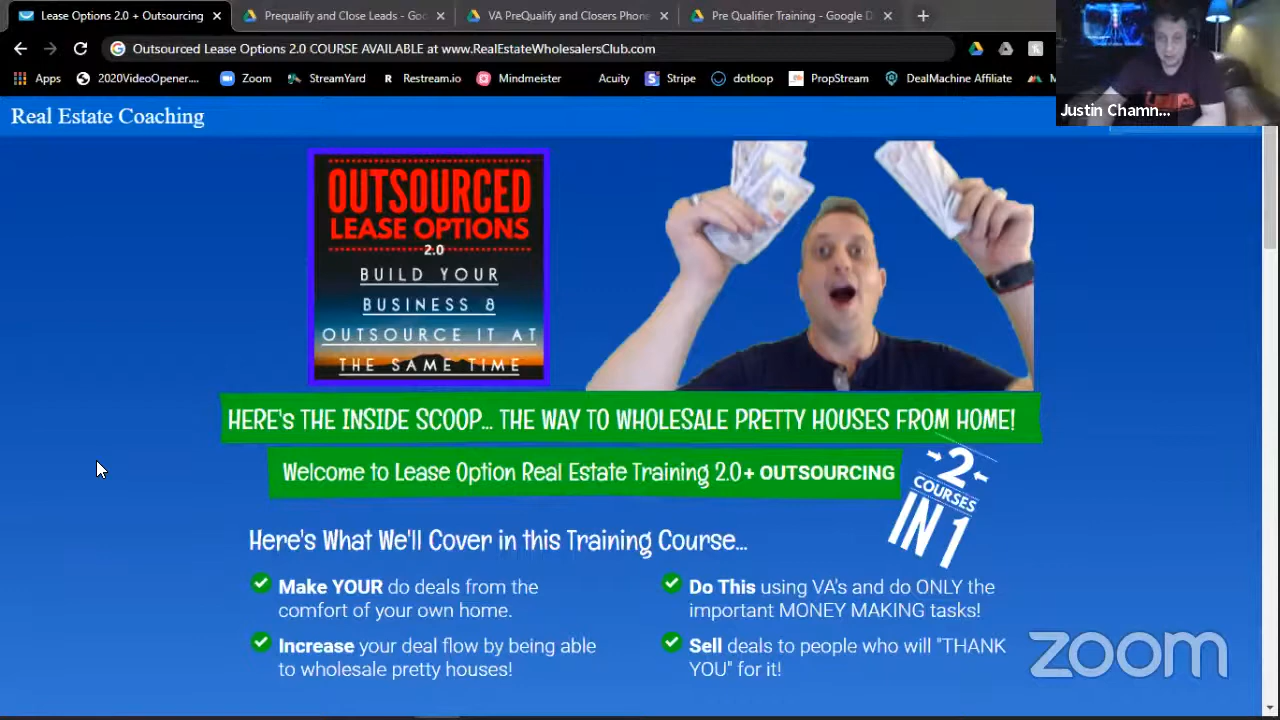 Lease Options 2.0 + Outsourcing
Prequalify and Close Leads - Goo
VA PreQualify and Closers Phone
Pre Qualifier Training - Google D
Outsourced Lease Options 2.0 COURSE AVAILABLE at www.RealEstateWholesalersClub.com
Apps
2020VideoOpener....
Zoom
StreamYard
Restream.io
Mindmeister
Acuity
Stripe
dotloop
PropStream
DealMachine Affiliate
Justin Chamn...
Real Estate Coaching
OUTSOURCED
LEASE OPTIONS
2.0
BUILD YOUR
BUSINESS &
OUTSOURCE IT AT
THE SAME TIME
HERE's THE INSIDE SCOOP... THE WAY TO WHOLESALE PRETTY HOUSES FROM HOME!
Welcome to Lease Option Real Estate Training 2.0+ OUTSOURCING
2
COURSES
IN 1
Here's What We'll Cover in this Training Course...
Make YOUR do deals from the
comfort of your own home.
Increase your deal flow by being able
to wholesale pretty houses!
Do This using VA's and do ONLY the
important MONEY MAKING tasks!
Sell deals to people who will "THANK
YOU" for it!
zoom